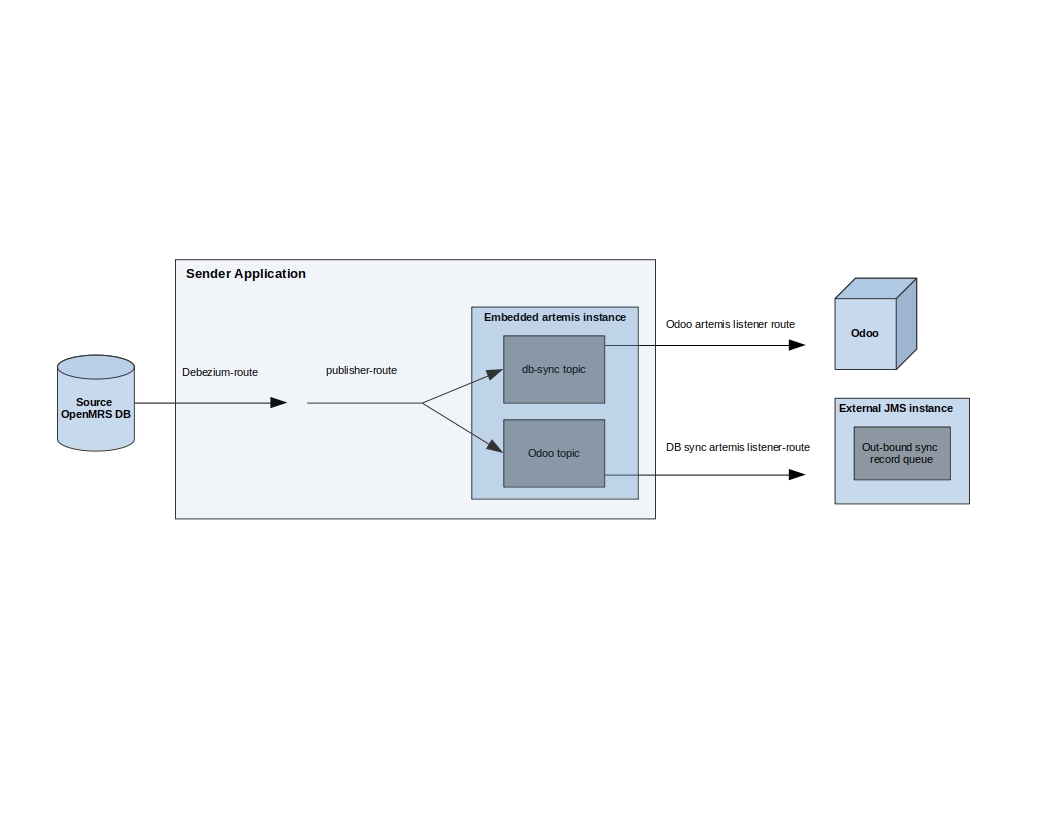 Sender Application
Embedded artemis instance
Odoo artemis listener route
Odoo
db-sync topic
Debezium-route
publisher-route
Source
OpenMRS DB
External JMS instance
Out-bound sync
record queue
Odoo topic
DB sync artemis listener-route